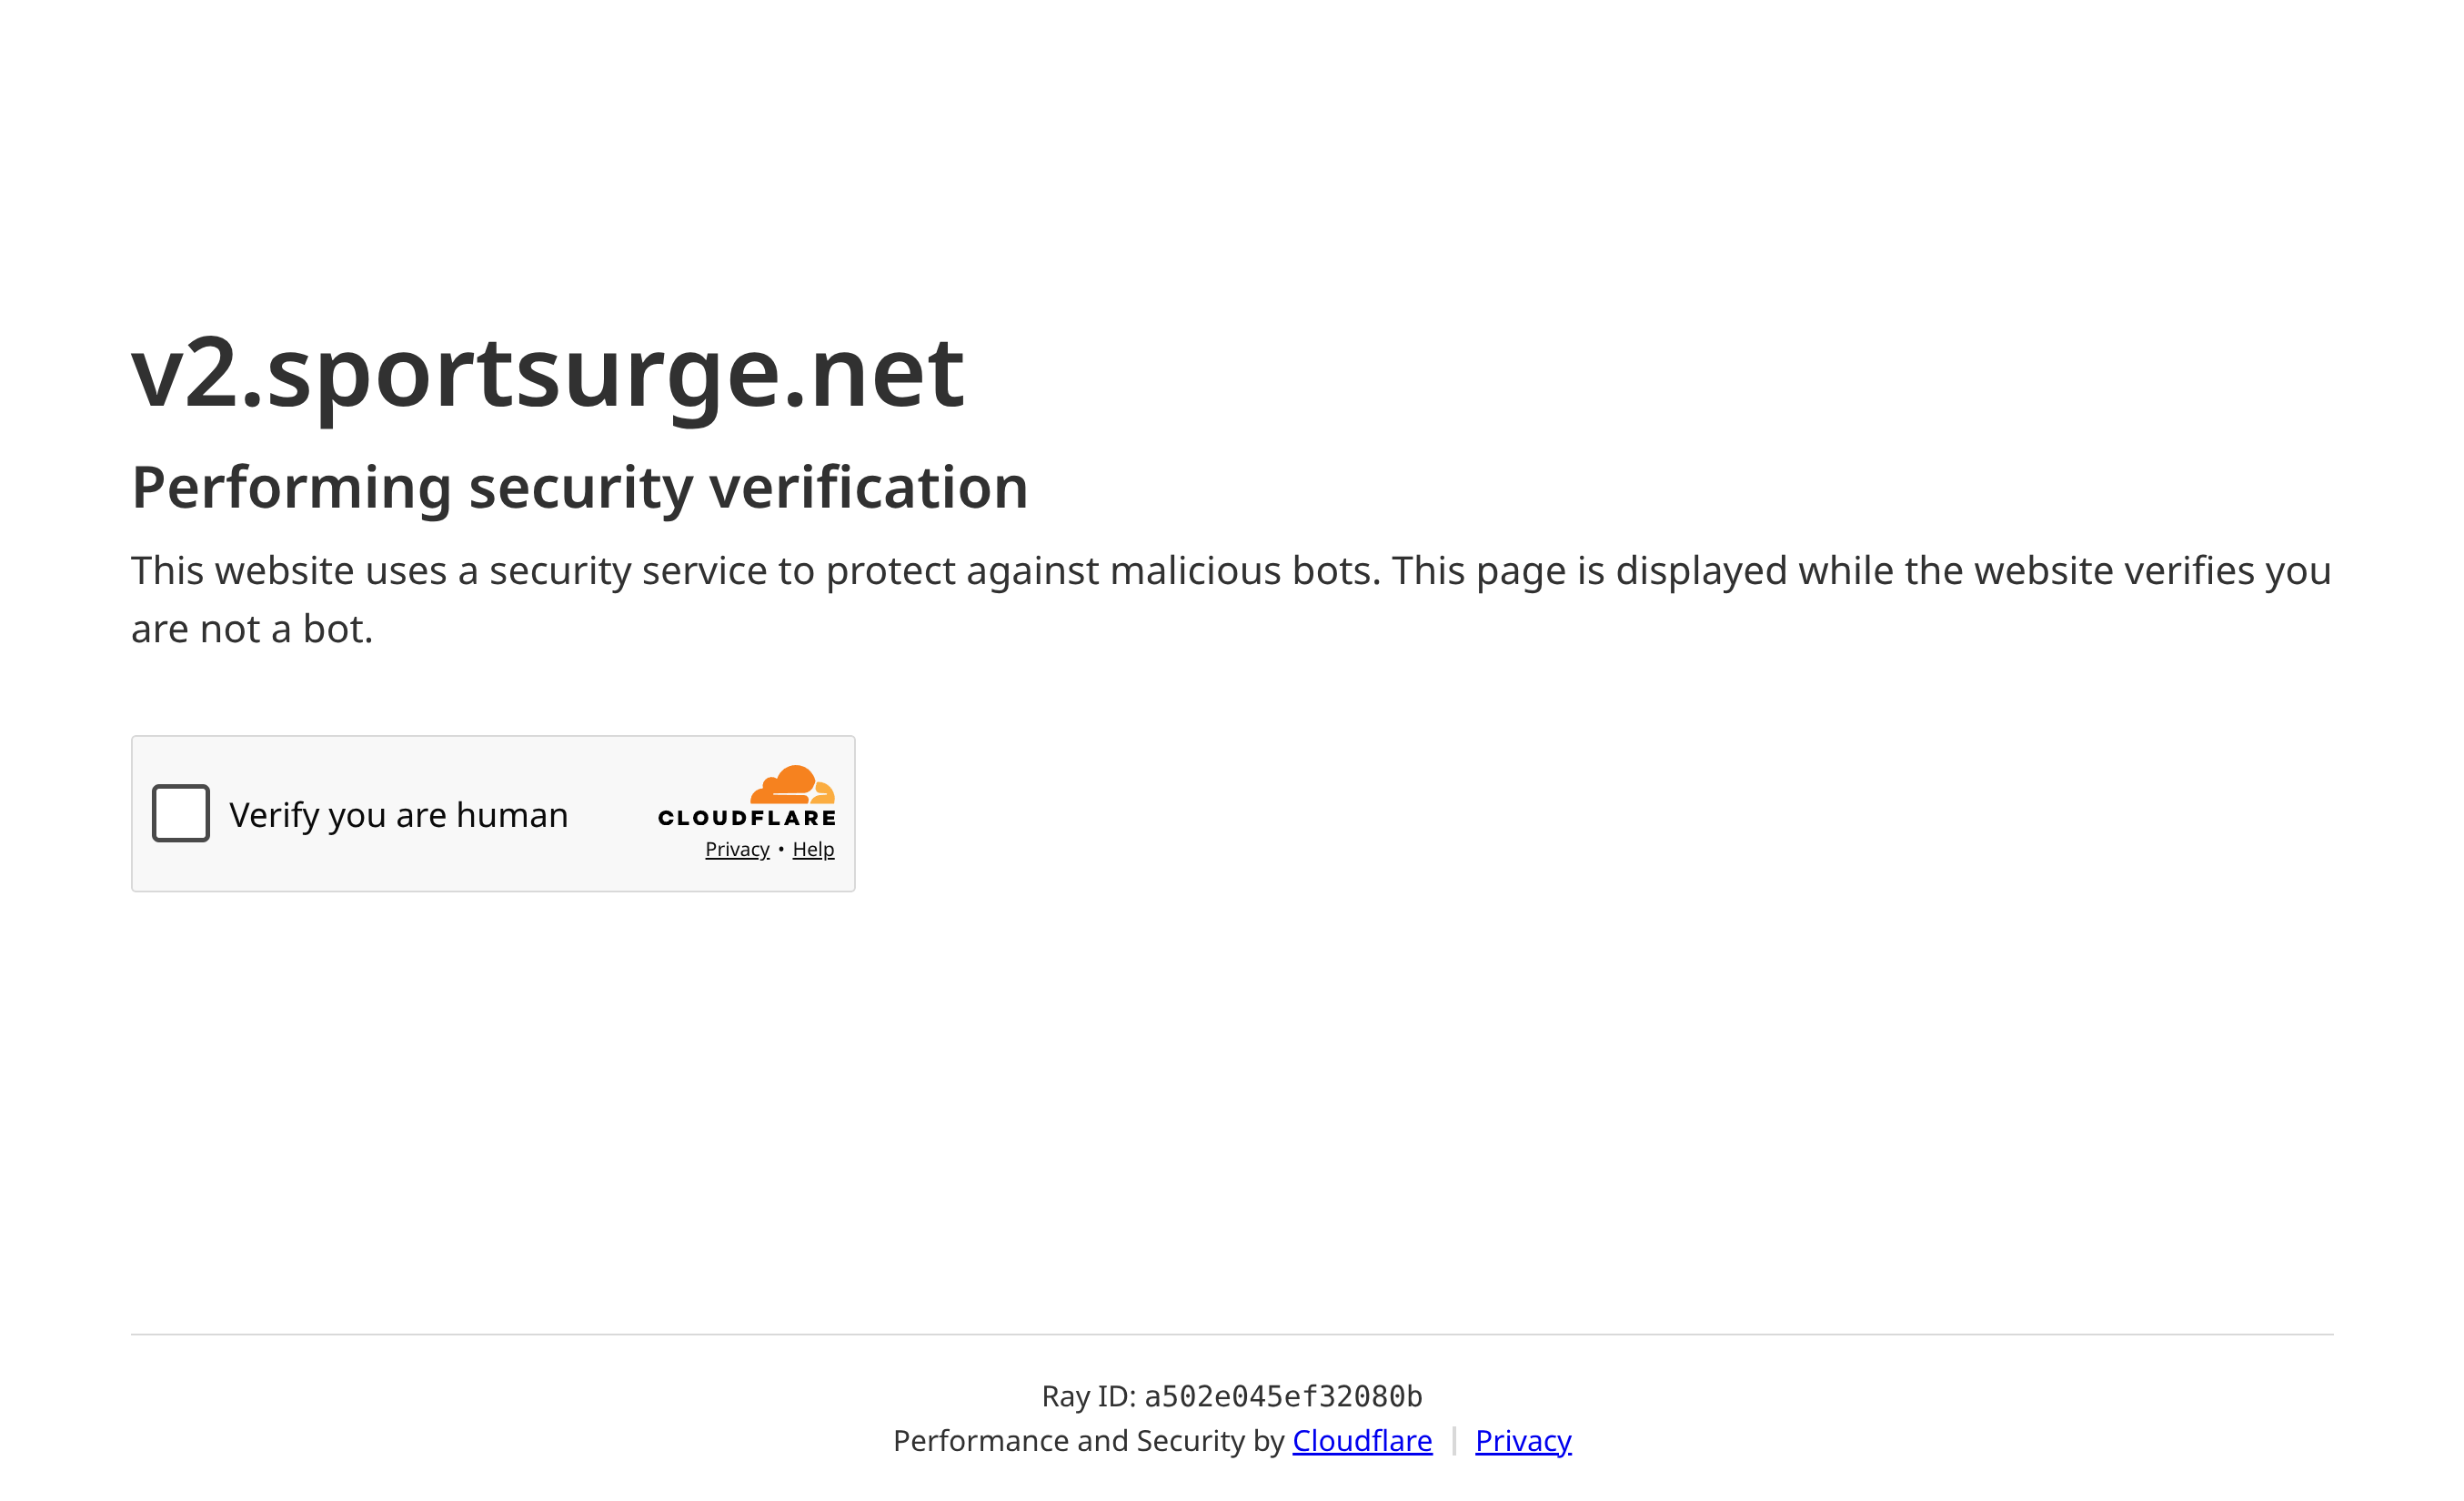 v2.sportsurge.net
Performing security verification
This website uses a security service to protect against malicious bots. This page is displayed while the website verifies you
are not a bot.
Verify you are human
CLOUDFLARE
Privacy • Help
Ray ID: a502e045ef32080b
Performance and Security by Cloudflare | Privacy